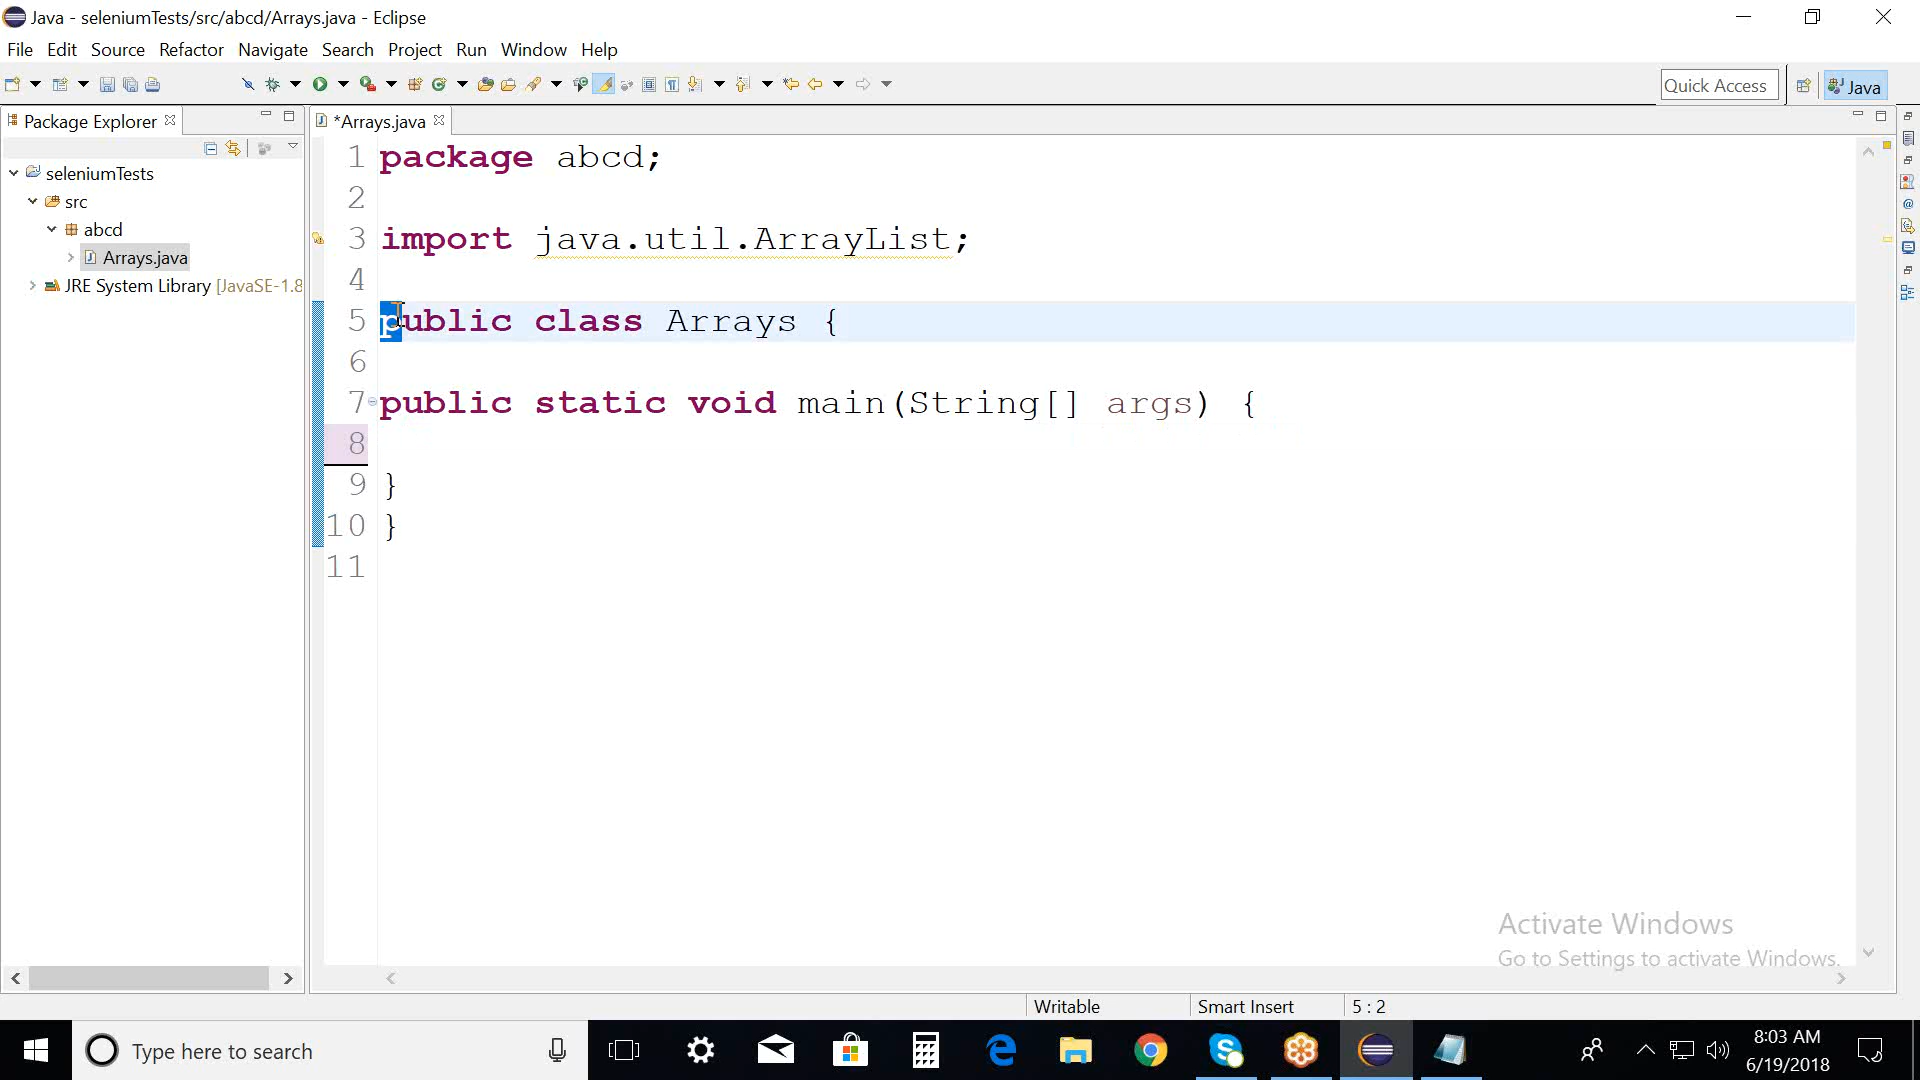 Java - seleniumTests/src/abcd/Arrays.java - Eclipse
File Edit Source Refactor Navigate Search Project Run Window Help
Quick Access
Java
Package Explorer
*Arrays.java
seleniumTests
src
abcd
Arrays.java
JRE System Library [JavaSE-1.8
1 package abcd;
2
3 import java.util.ArrayList;
4
5 public class Arrays {
6
7 public static void main(String[] args) {
8
9 }
10 }
11
Activate Windows
Go to Settings to activate Windows.
Writable
Smart Insert
5 : 2
Type here to search
8:03 AM
6/19/2018